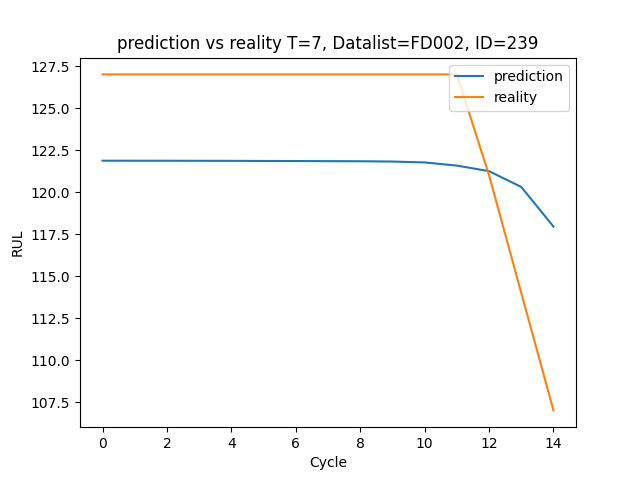 prediction vs reality T=7, Datalist=FD002, ID=239
prediction
reality
127.5
125.0
122.5
120.0
117.5
115.0
112.5
110.0
107.5
RUL
0 2 4 6 8 10 12 14
Cycle